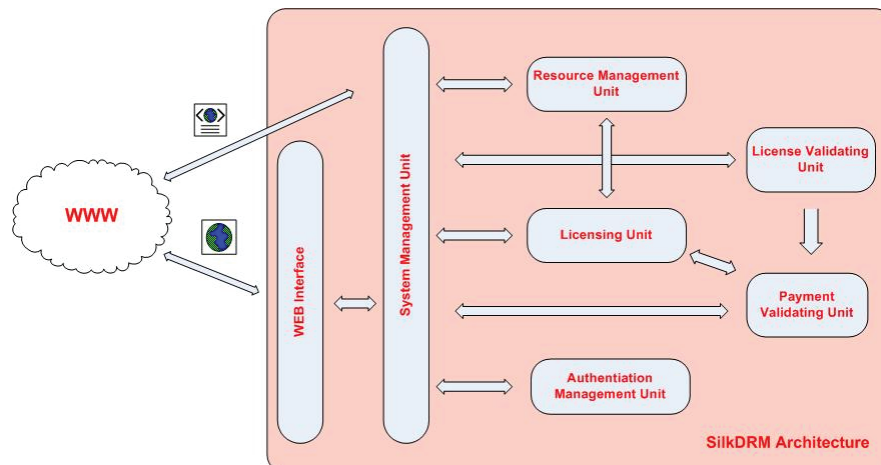 WWW
WEB Interface
System Management Unit
Resource Management
Unit
License Validating
Unit
Licensing Unit
Payment
Validating Unit
Authentiation
Management Unit
SilkDRM Architecture